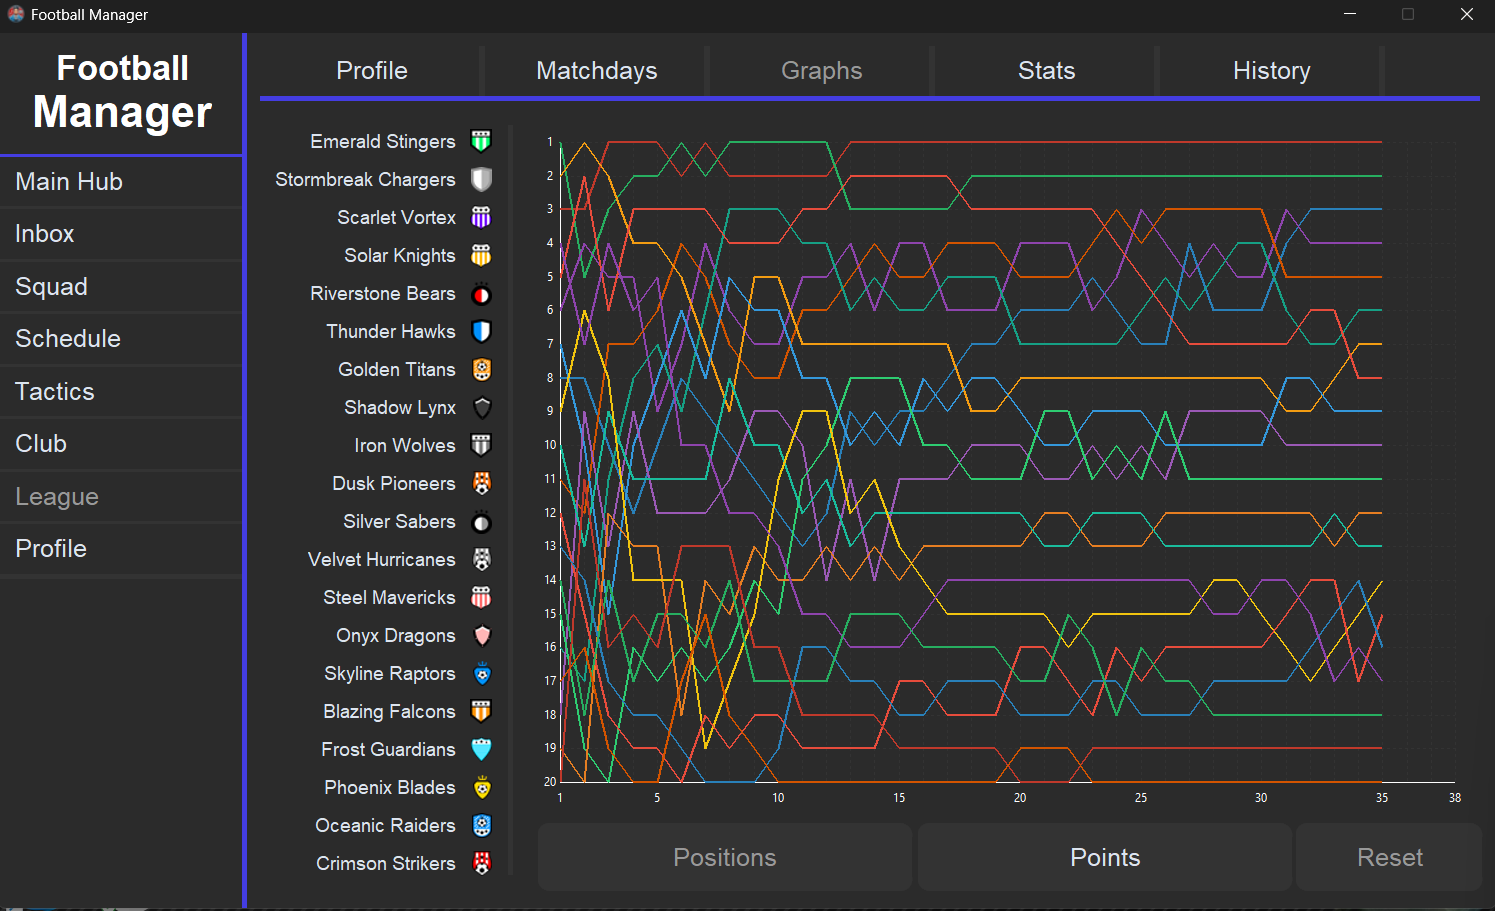 Football Manager
Football
Manager
Main Hub
Inbox
Squad
Schedule
Tactics
Club
League
Profile
Profile Matchdays Graphs Stats History
Emerald Stingers
Stormbreak Chargers
Scarlet Vortex
Solar Knights
Riverstone Bears
Thunder Hawks
Golden Titans
Shadow Lynx
Iron Wolves
Dusk Pioneers
Silver Sabers
Velvet Hurricanes
Steel Mavericks
Onyx Dragons
Skyline Raptors
Blazing Falcons
Frost Guardians
Phoenix Blades
Oceanic Raiders
Crimson Strikers
1
2
3
4
5
6
7
8
9
10
11
12
13
14
15
16
17
18
19
20
1 5 10 15 20 25 30 35 38
Positions Points Reset